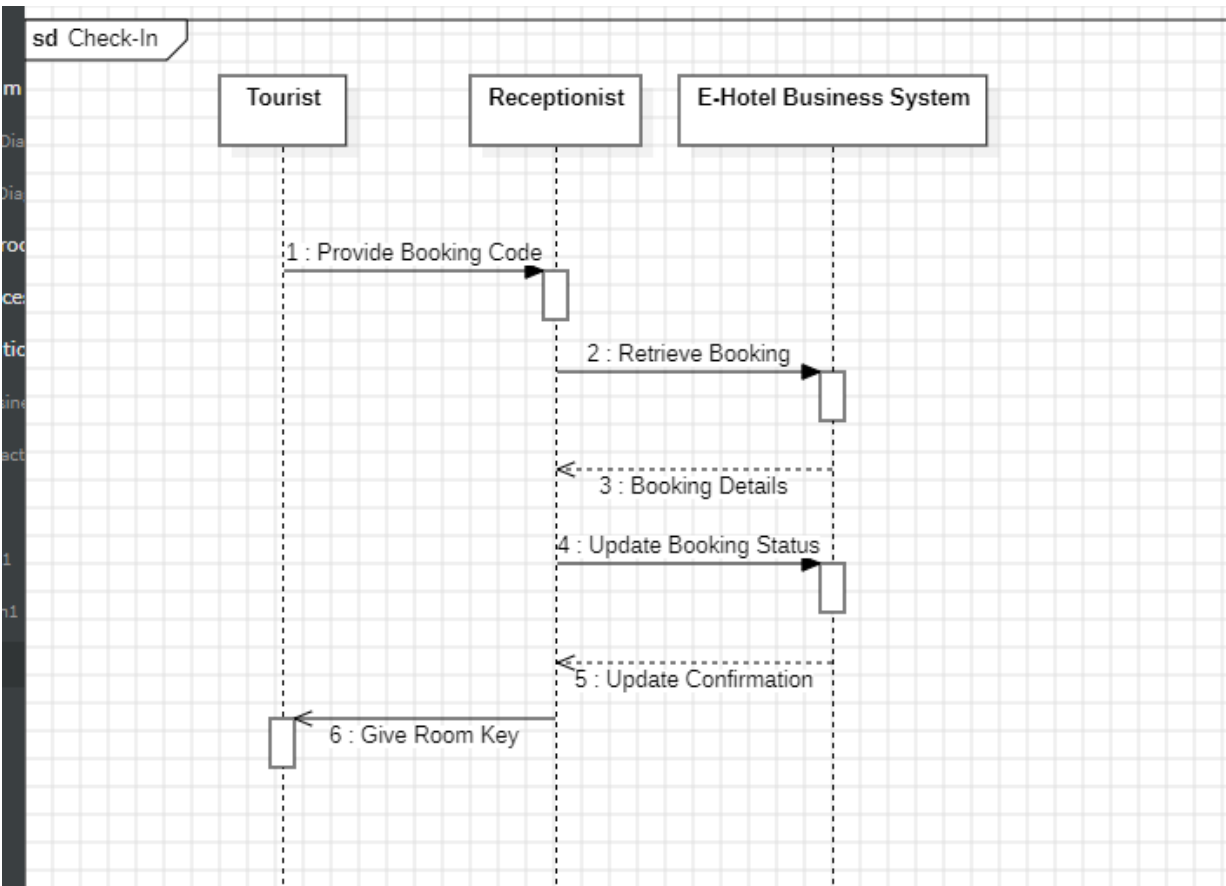 sd Check-In
Tourist
Receptionist
E-Hotel Business System
1 : Provide Booking Code
2 : Retrieve Booking
3 : Booking Details
4 : Update Booking Status
5 : Update Confirmation
6 : Give Room Key